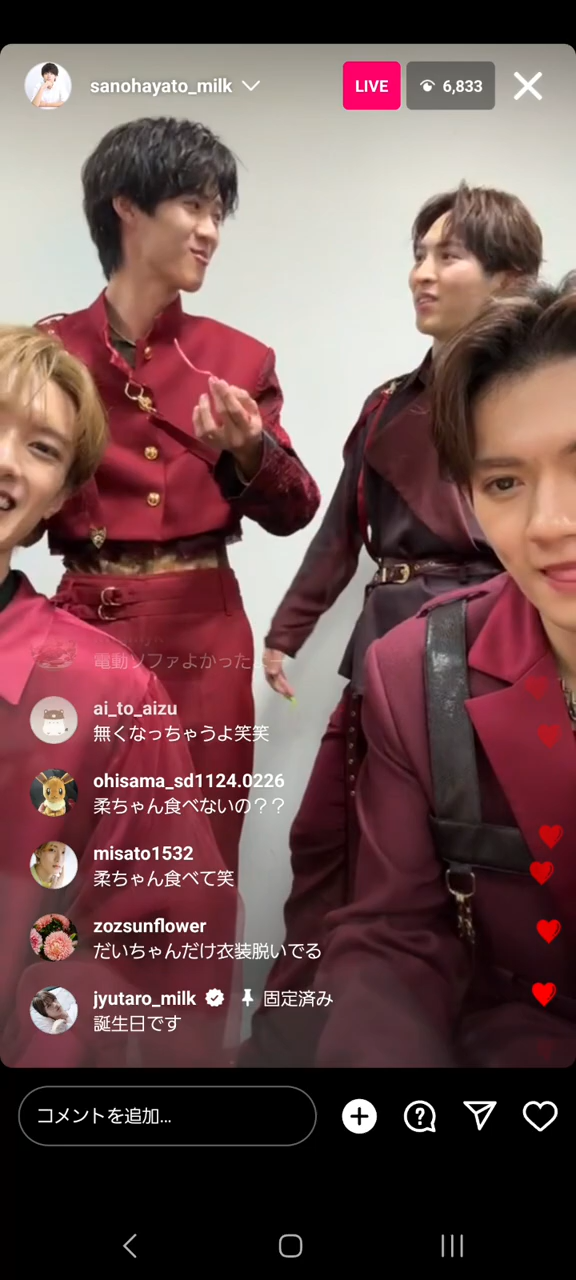 sanohayato_milk
LIVE
6,833
電動ソファよかったよー
ai_to_aizu
無くなっちゃうよ笑笑
ohisama_sd1124.0226
柔ちゃん食べないの？？
misato1532
柔ちゃん食べて笑
zozsunflower
だいちゃんだけ衣装脱いでる
jyutaro_milk 固定済み
誕生日です
コメントを追加...